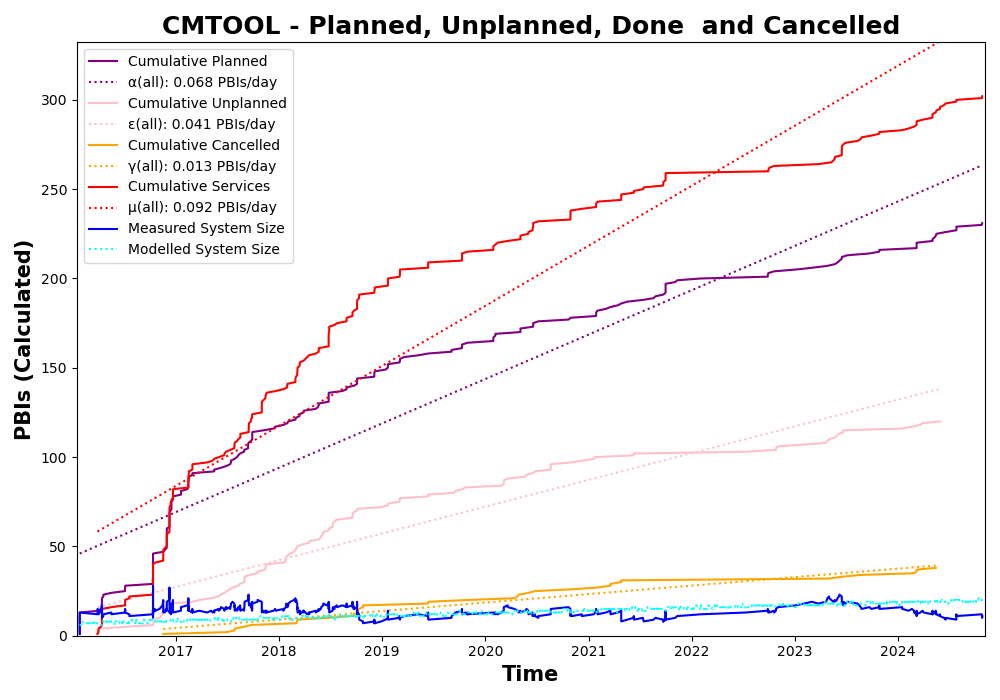 CMTOOL - Planned, Unplanned, Done  and Cancelled
Cumulative Planned
α(all): 0.068 PBIs/day
Cumulative Unplanned
ε(all): 0.041 PBIs/day
Cumulative Cancelled
γ(all): 0.013 PBIs/day
Cumulative Services
μ(all): 0.092 PBIs/day
Measured System Size
Modelled System Size
PBIs (Calculated)
300
250
200
150
100
50
0
2017 2018 2019 2020 2021 2022 2023 2024
Time